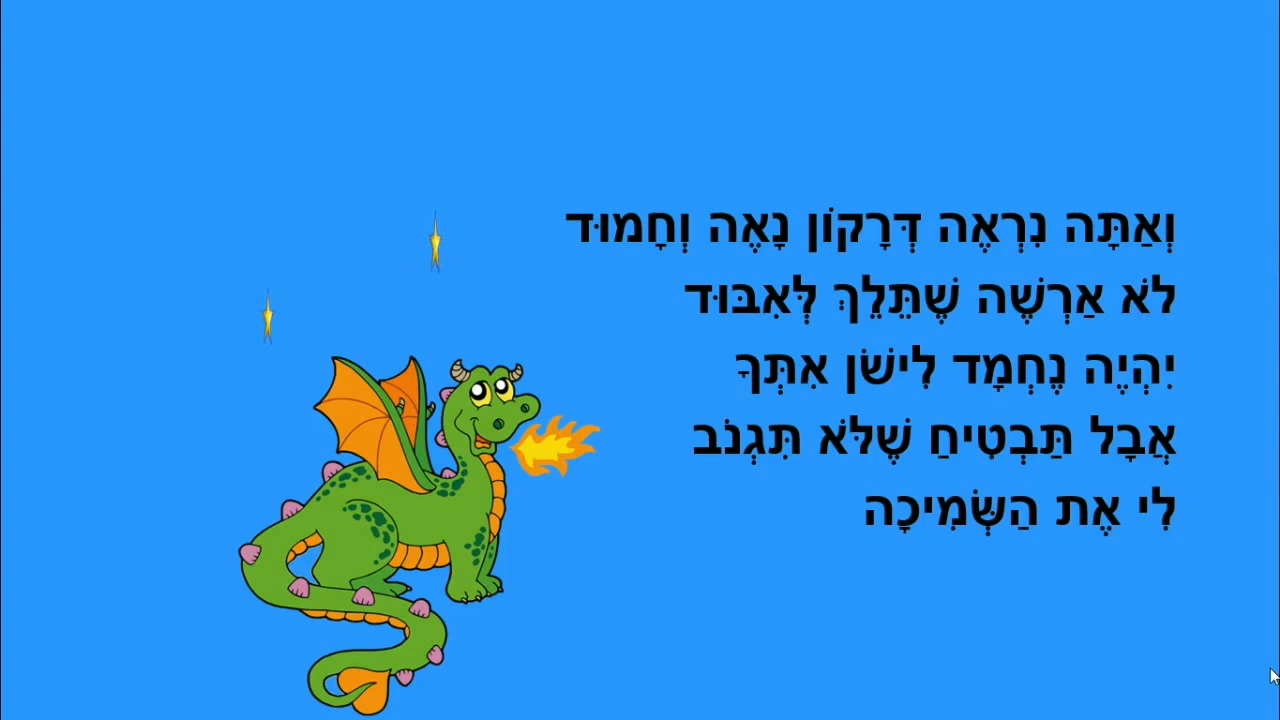 וְאַתָּה נִרְאֶה דְּרָקוֹן נָאֶה וְחָמוּד
לֹא אַרְשֶׁה שֶׁתֵּלֵךְ לְּאִבּוּד
יִהְיֶה נֶחְמָד לִישֹׁן אִתְּךָ
אֲבָל תַּבְטִיחַ שֶׁלֹּא תִּגְנֹב
לִי אֶת הַשְּׂמִיכָה